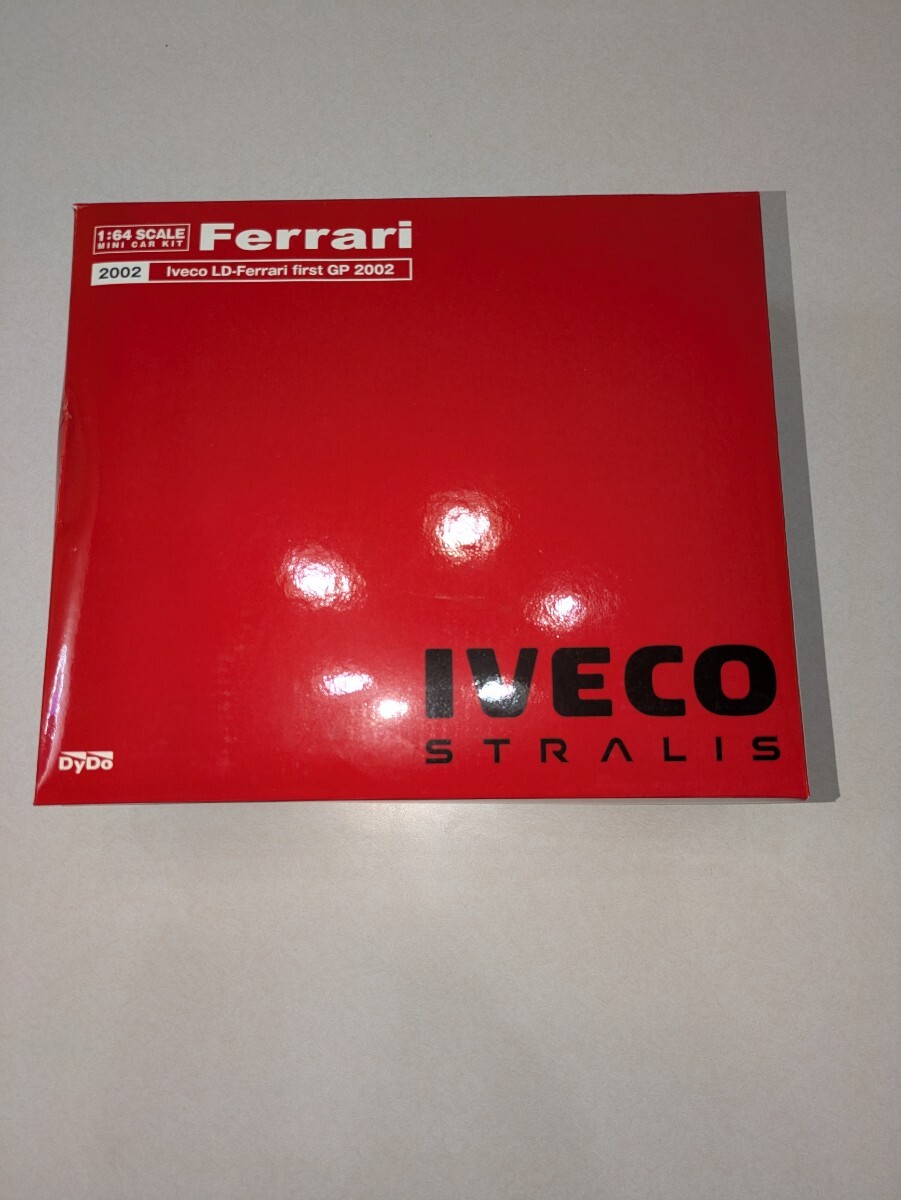 1:64 SCALE
MINI CAR KIT
Ferrari
2002 Iveco LD-Ferrari first GP 2002
IVECO
STRALIS
DyDo